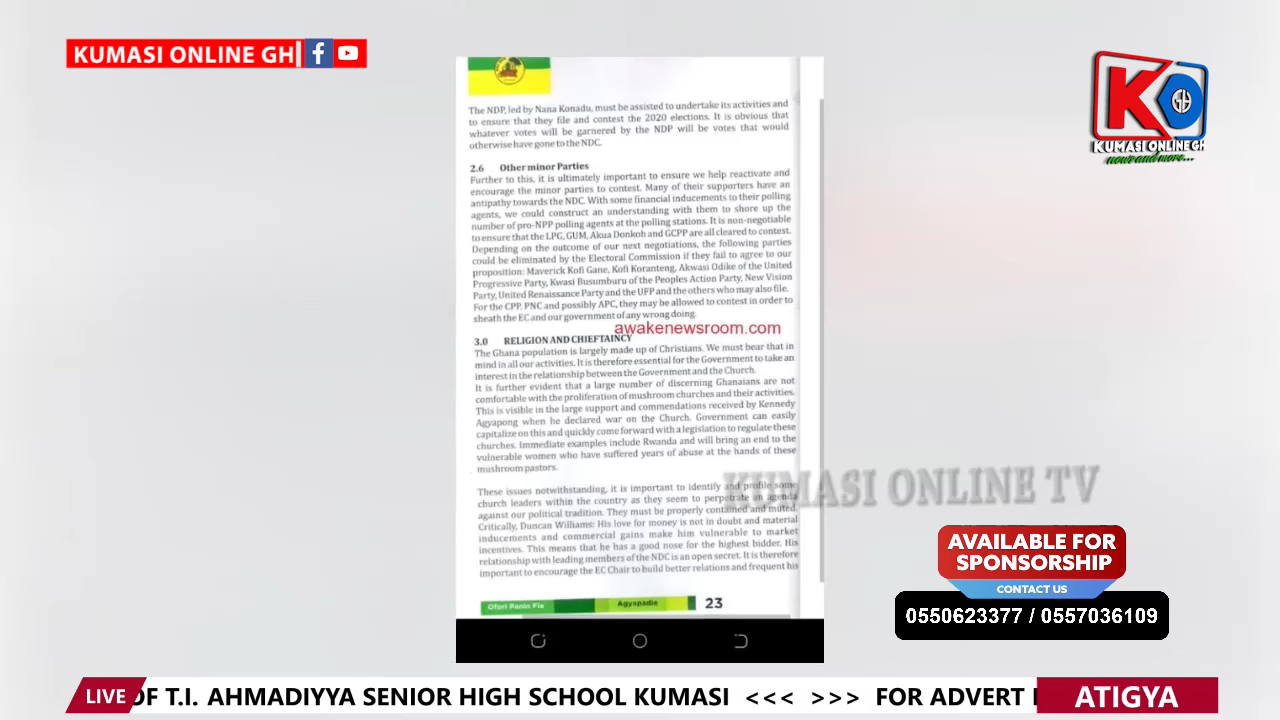 KUMASI ONLINE GH
KUMASI ONLINE GH
news and more...
The NDP, led by Nana Konadu, must be assisted to undertake its activities and
to ensure that they file and contest the 2020 elections. It is obvious that
whatever votes will be garnered by the NDP will be votes that would
otherwise have gone to the NDC.
2.6 Other minor Parties
Further to this, it is ultimately important to ensure we help reactivate and
encourage the minor parties to contest. Many of their supporters have an
antipathy towards the NDC. With some financial inducements to their polling
agents, we could construct an understanding with them to shore up the
number of pro-NPP polling agents at the polling stations. It is non-negotiable
to ensure that the LPG, GUM, Akua Donkoh and GCPP are all cleared to contest.
Depending on the outcome of our next negotiations, the following parties
could be eliminated by the Electoral Commission if they fail to agree to our
proposition: Maverick Kofi Gane, Kofi Koranteng, Akwasi Odike of the United
Progressive Party, Kwasi Busumburu of the Peoples Action Party, New Vision
Party, United Renaissance Party and the UFP and the others who may also file.
For the CPP, PNC and possibly APC, they may be allowed to contest in order to
sheath the EC and our government of any wrong doing.
awakenewsroom.com
3.0 RELIGION AND CHIEFTAINCY
The Ghana population is largely made up of Christians. We must bear that in
mind in all our activities. It is therefore essential for the Government to take an
interest in the relationship between the Government and the Church.
It is further evident that a large number of discerning Ghanaians are not
comfortable with the proliferation of mushroom churches and their activities.
This is visible in the large support and commendations received by Kennedy
Agyapong when he declared war on the Church. Government can easily
capitalize on this and quickly come forward with a legislation to regulate these
churches. Immediate examples include Rwanda and will bring an end to the
vulnerable women who have suffered years of abuse at the hands of these
mushroom pastors.
These issues notwithstanding, it is important to identify and profile some
church leaders within the country as they seem to perpetrate an agenda
against our political tradition. They must be properly contained and muted.
Critically, Duncan Williams: His love for money is not in doubt and material
inducements and commercial gains make him vulnerable to market
incentives. This means that he has a good nose for the highest bidder. His
relationship with leading members of the NDC is an open secret. It is therefore
important to encourage the EC Chair to build better relations and frequent his
Ofori Panin Fie Agyapadie 23
KUMASI ONLINE TV
AVAILABLE FOR
SPONSORSHIP
CONTACT US
0550623377 / 0557036109
LIVE OF T.I. AHMADIYYA SENIOR HIGH SCHOOL KUMASI <<< >>> FOR ADVERT ATIGYA